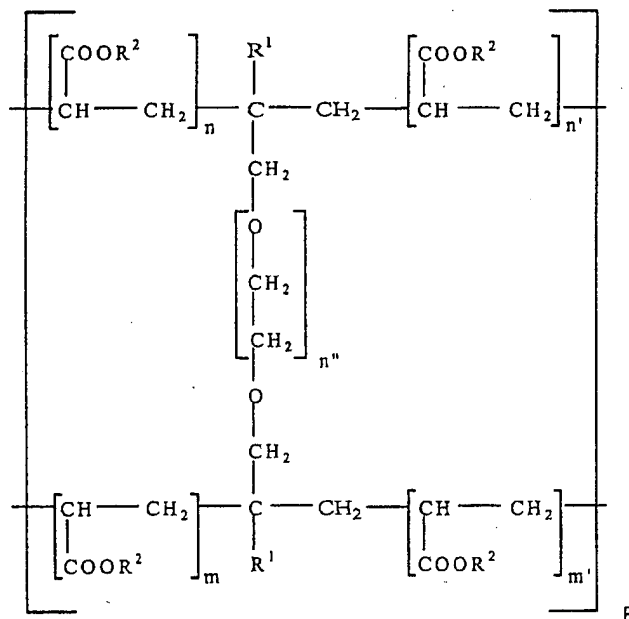 COOR² R¹ COOR²
CH CH₂ n C CH₂ CH CH₂ n'
CH₂
O
CH₂
CH₂ n"
O
CH₂
CH CH₂ m C CH₂ CH CH₂ m'
COOR² R¹ COOR²